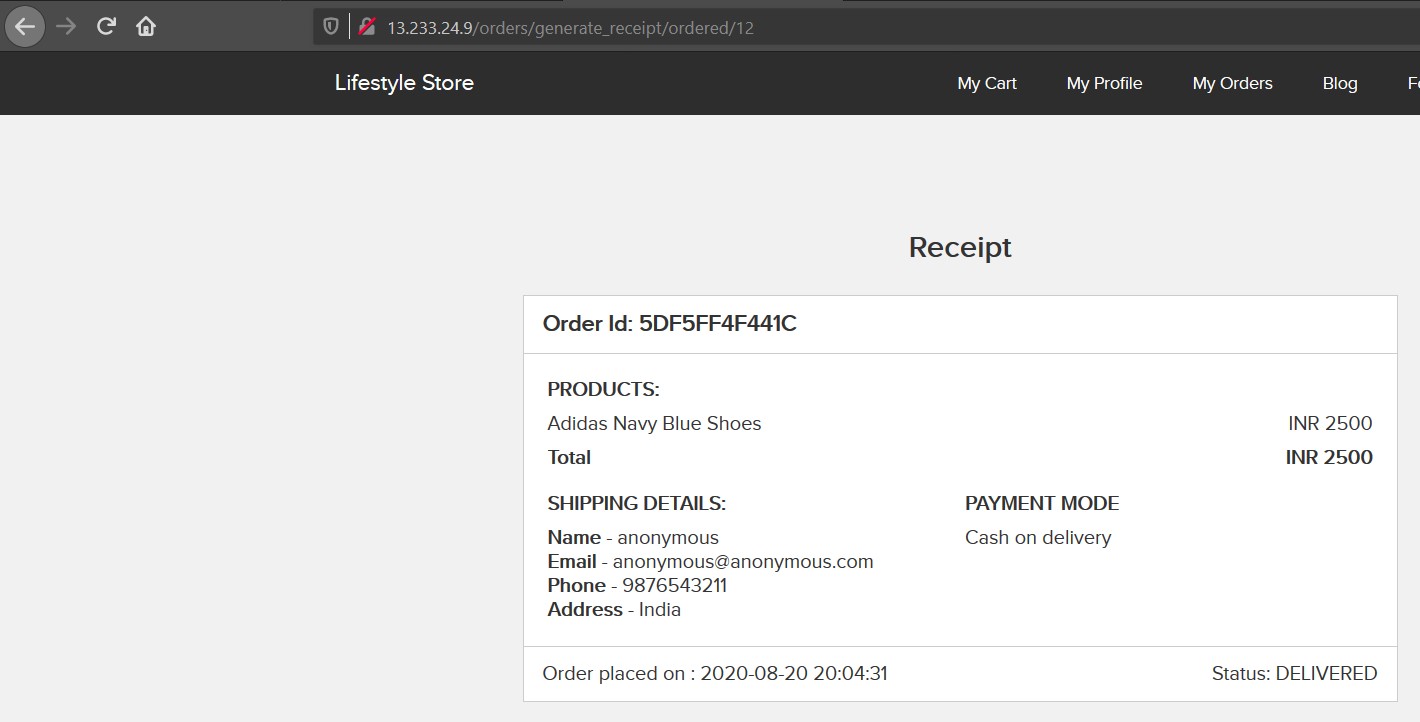 13.233.24.9/orders/generate_receipt/ordered/12
Lifestyle Store My Cart My Profile My Orders Blog
Receipt
Order Id: 5DF5FF4F441C
PRODUCTS:
Adidas Navy Blue Shoes INR 2500
Total INR 2500
SHIPPING DETAILS: PAYMENT MODE
Name - anonymous Cash on delivery
Email - anonymous@anonymous.com
Phone - 9876543211
Address - India
Order placed on : 2020-08-20 20:04:31 Status: DELIVERED